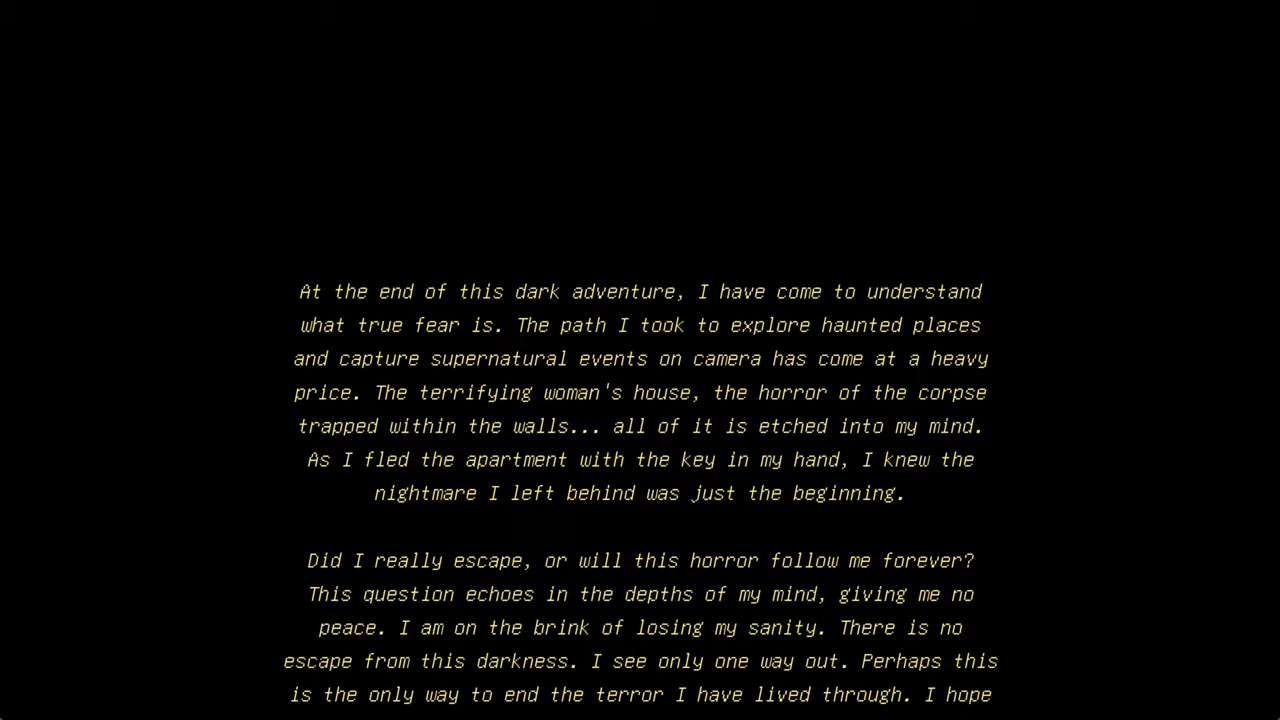 At the end of this dark adventure, I have come to understand
what true fear is. The path I took to explore haunted places
and capture supernatural events on camera has come at a heavy
price. The terrifying woman's house, the horror of the corpse
trapped within the walls... all of it is etched into my mind.
As I fled the apartment with the key in my hand, I knew the
nightmare I left behind was just the beginning.
Did I really escape, or will this horror follow me forever?
This question echoes in the depths of my mind, giving me no
peace. I am on the brink of losing my sanity. There is no
escape from this darkness. I see only one way out. Perhaps this
is the only way to end the terror I have lived through. I hope